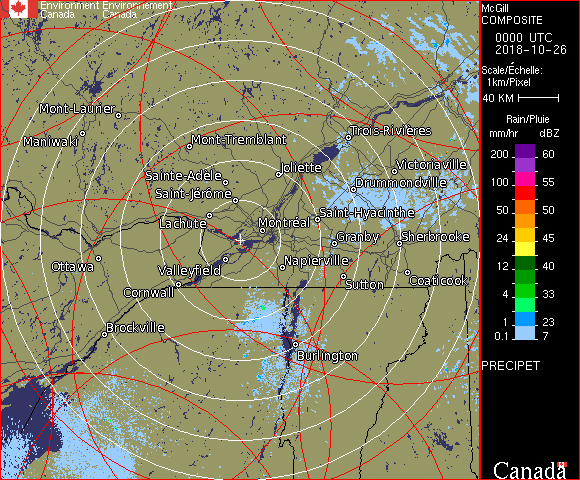 Environment Environnement
Canada Canada
McGill
COMPOSITE
0000 UTC
2018-10-26
Scale/Échelle:
1km/Pixel
40 KM
Rain/Pluie
mm/hr dBZ
200 60
100 55
50 50
24 45
12 40
4 33
1 23
0.1 7
PRECIPET
Canada
Mont-Laurier
Maniwaki
Mont-Tremblant
Trois-Rivières
Sainte-Adèle
Joliette
Victoriaville
Saint-Jérôme
Drummondville
Lachute
Montréal
Saint-Hyacinthe
Granby
Sherbrooke
Ottawa
Valleyfield
Napierville
Cornwall
Sutton
Coaticook
Brockville
Burlington